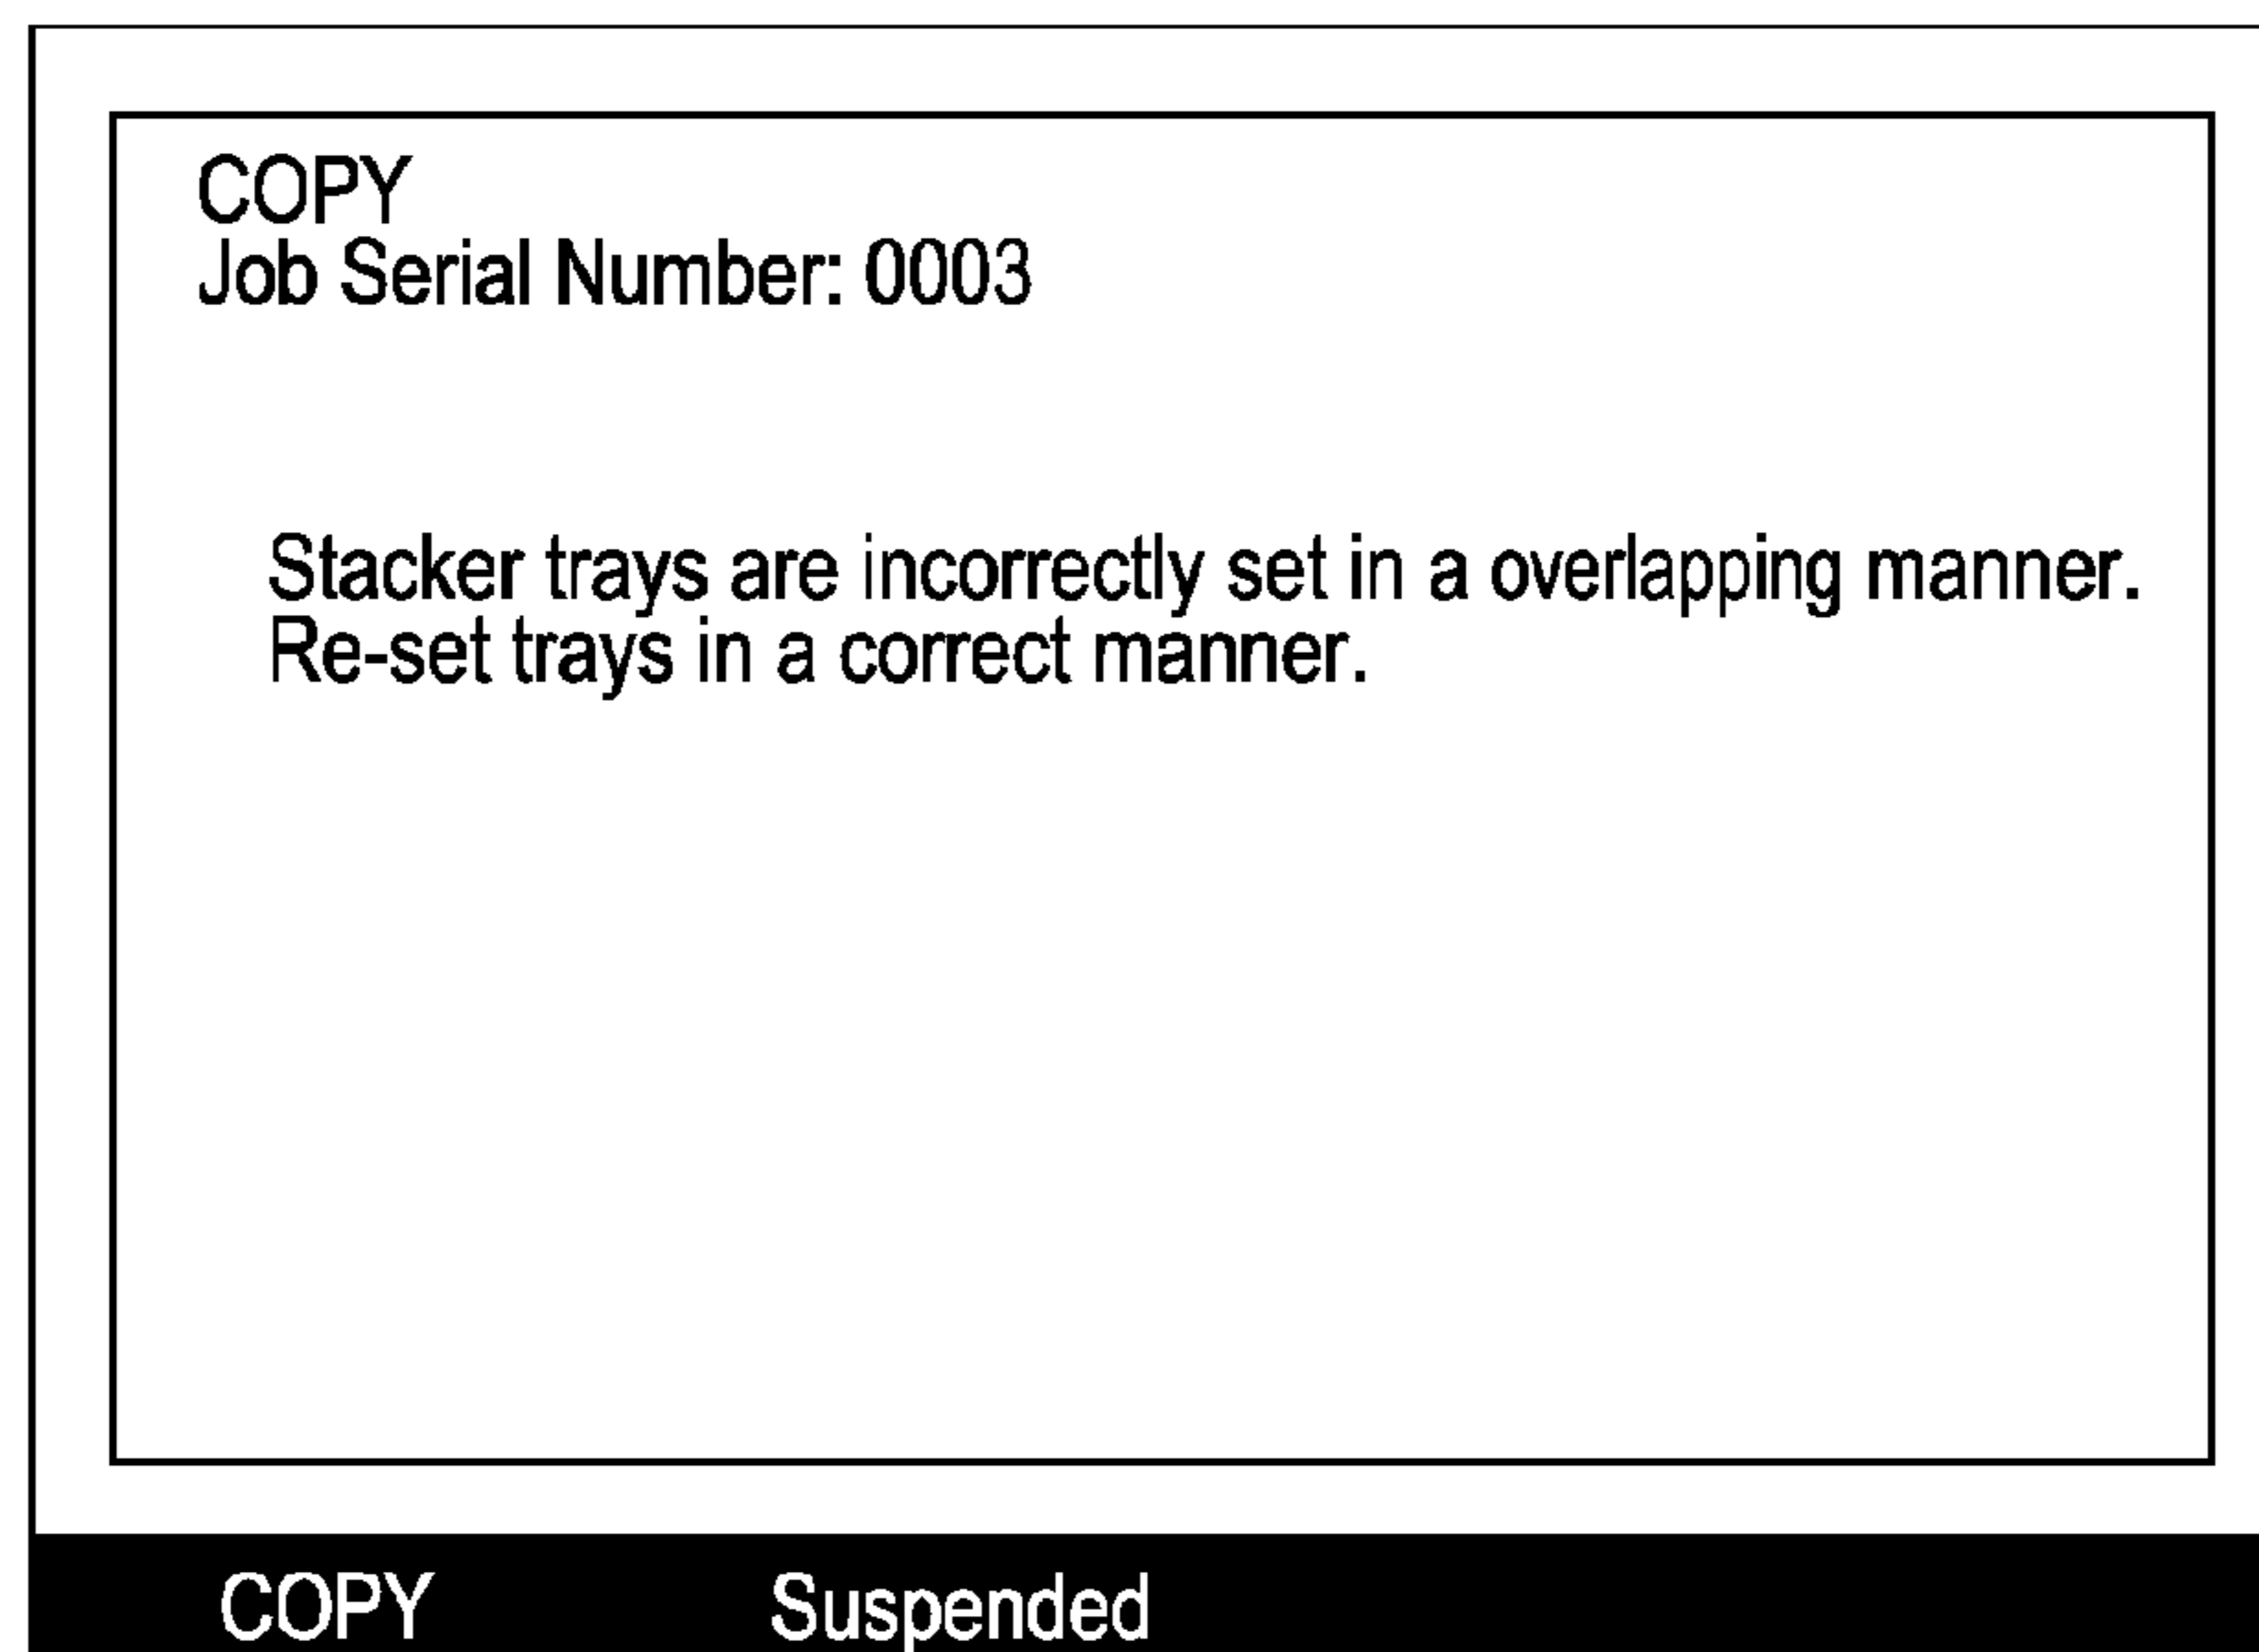 COPY
Job Serial Number: 0003
Stacker trays are incorrectly set in a overlapping manner.
Re-set trays in a correct manner.
COPY Suspended